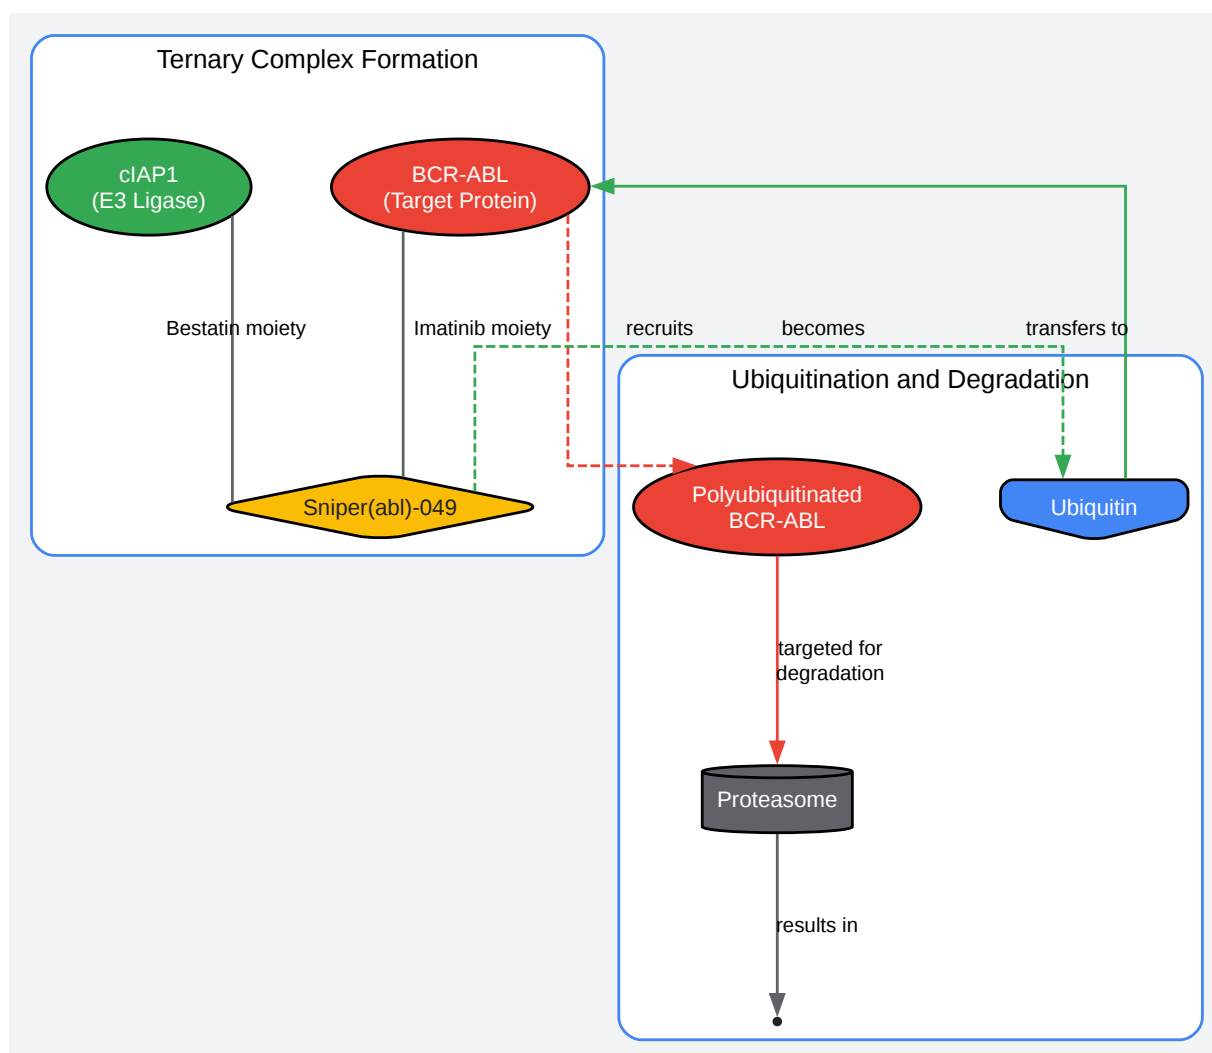 Ternary Complex Formation
cIAP1
(E3 Ligase)
BCR-ABL
(Target Protein)
Bestatin moiety
Imatinib moiety
recruits
becomes
transfers to
Ubiquitination and Degradation
Sniper(abl)-049
Polyubiquitinated
BCR-ABL
Ubiquitin
targeted for
degradation
Proteasome
results in